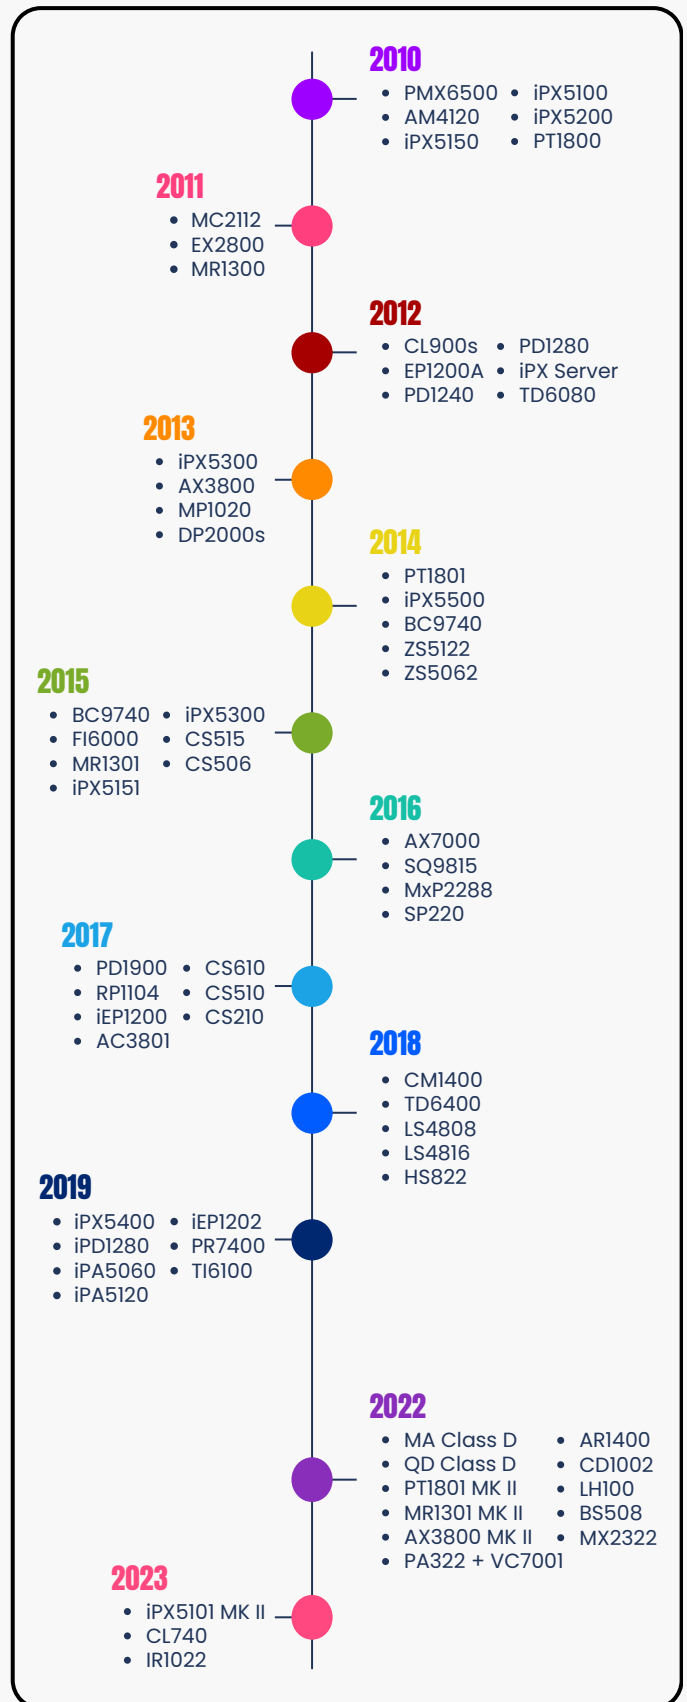 2010
PMX6500
AM4120
iPX5150
iPX5100
iPX5200
PT1800
2011
MC2112
EX2800
MR1300
2012
CL900s
EP1200A
PD1240
PD1280
iPX Server
TD6080
2013
iPX5300
AX3800
MP1020
DP2000s
2014
PT1801
iPX5500
BC9740
ZS5122
ZS5062
2015
BC9740
FI6000
MR1301
iPX5151
iPX5300
CS515
CS506
2016
AX7000
SQ9815
MxP2288
SP220
2017
PD1900
RP1104
iEP1200
AC3801
CS610
CS510
CS210
2018
CM1400
TD6400
LS4808
LS4816
HS822
2019
iPX5400
iPD1280
iPA5060
iPA5120
iEP1202
PR7400
TI6100
2022
MA Class D
QD Class D
PT1801 MK II
MR1301 MK II
AX3800 MK II
PA322 + VC7001
AR1400
CD1002
LH100
BS508
MX2322
2023
iPX5101 MK II
CL740
IR1022